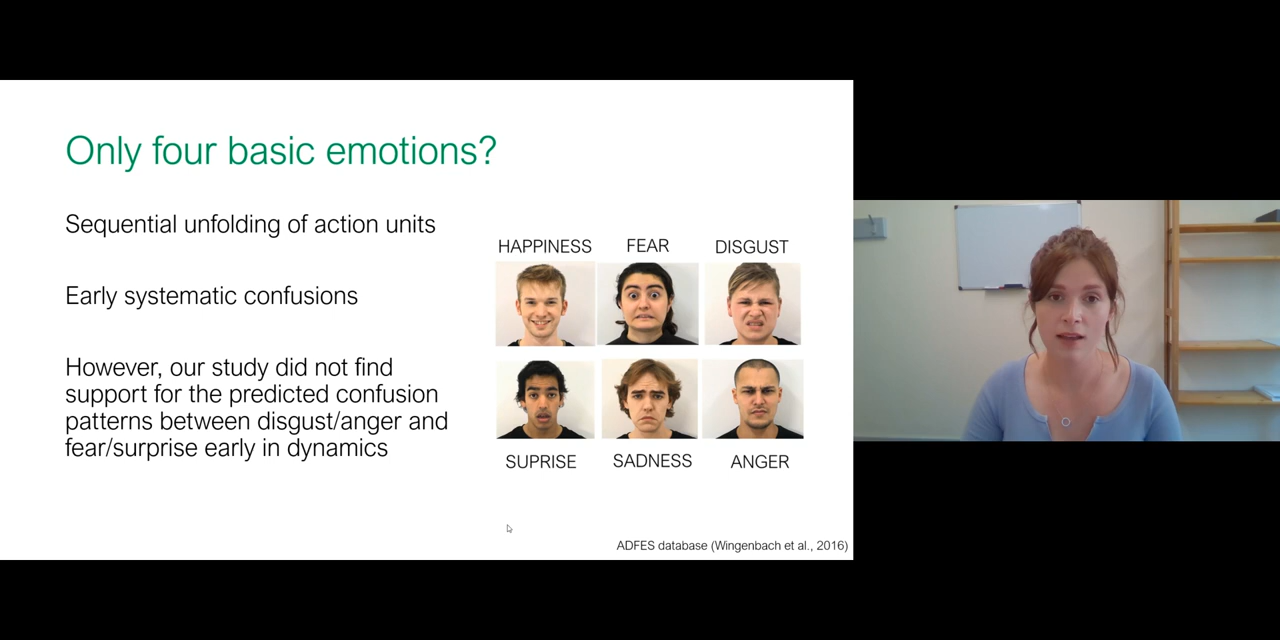 Only four basic emotions?
Sequential unfolding of action units
Early systematic confusions
However, our study did not find
support for the predicted confusion
patterns between disgust/anger and
fear/surprise early in dynamics
HAPPINESS FEAR DISGUST
SUPRISE SADNESS ANGER
ADFES database (Wingenbach et al., 2016)